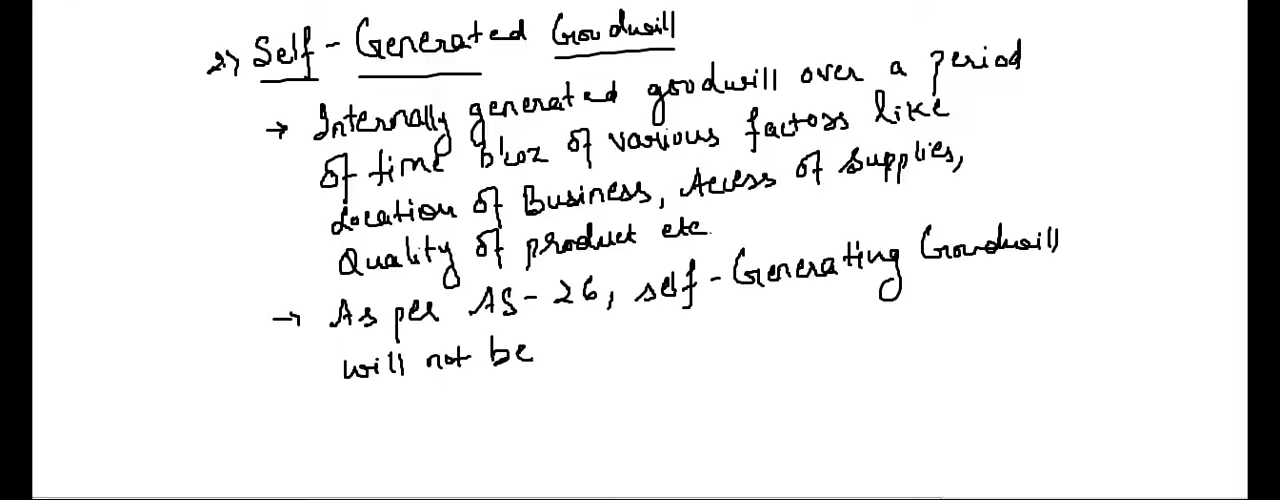 2) Self-Generated Goodwill
→ Internally generated goodwill over a period
of time b'coz of various factors like
Location of Business, Access of Supplies,
Quality of product etc.
→ As per AS-26, self-Generating Goodwill
will not be